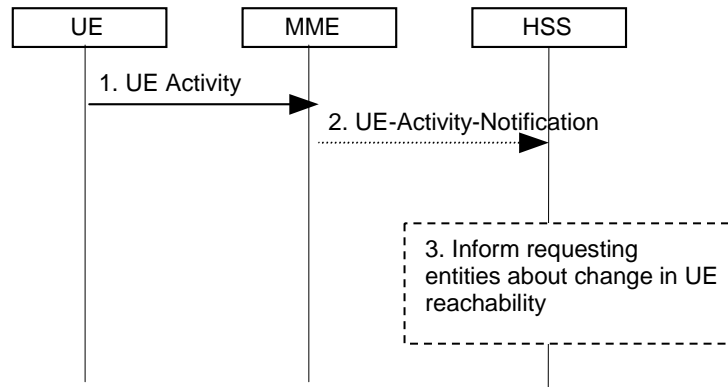 UE
MME
HSS
1. UE Activity
2. UE-Activity-Notification
3. Inform requesting
entities about change in UE
reachability